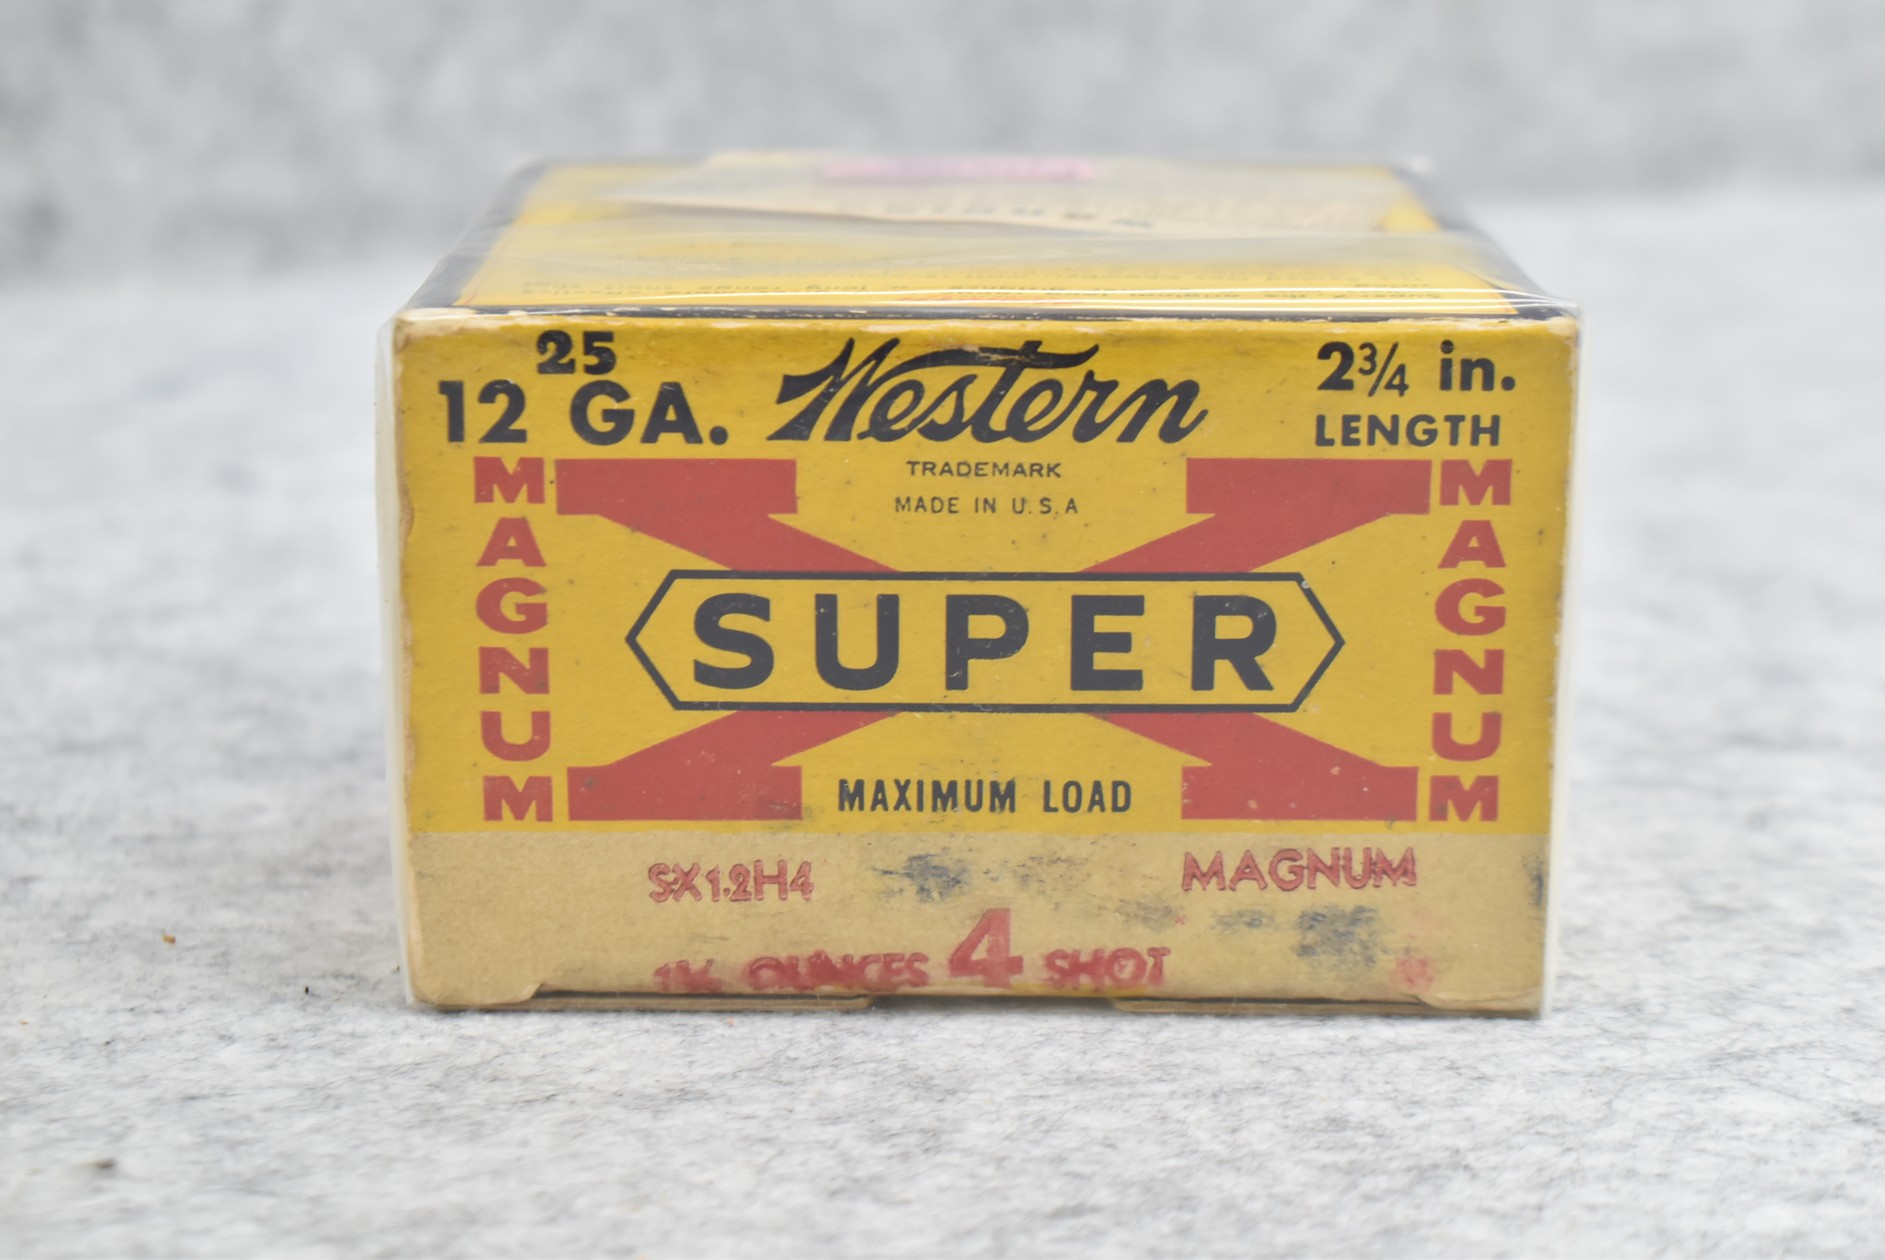 25
12 GA.
Western
2¾ in.
LENGTH
TRADEMARK
MADE IN U.S.A
MAGNUM
X
SUPER
MAGNUM
MAXIMUM LOAD
SX12H4
MAGNUM
OUNCES 4 SHOT